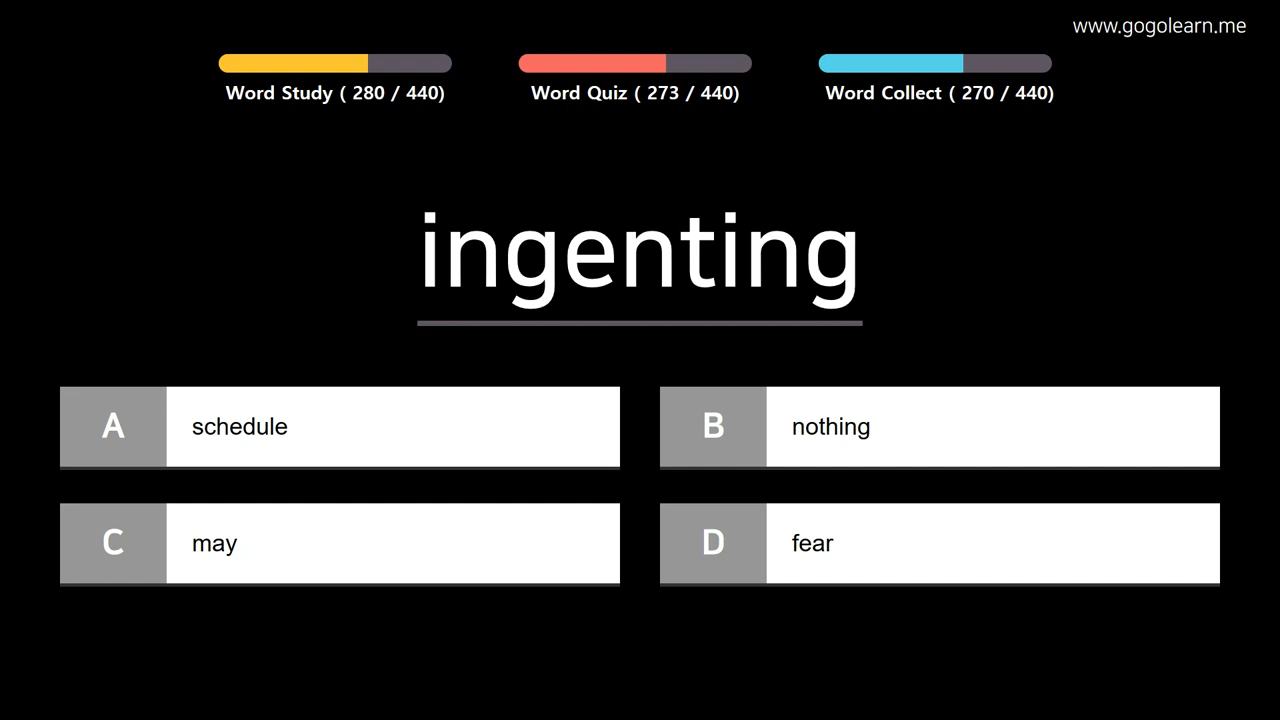 www.gogolearn.me
Word Study ( 280 / 440)
Word Quiz ( 273 / 440)
Word Collect ( 270 / 440)
ingenting
A schedule
B nothing
C may
D fear